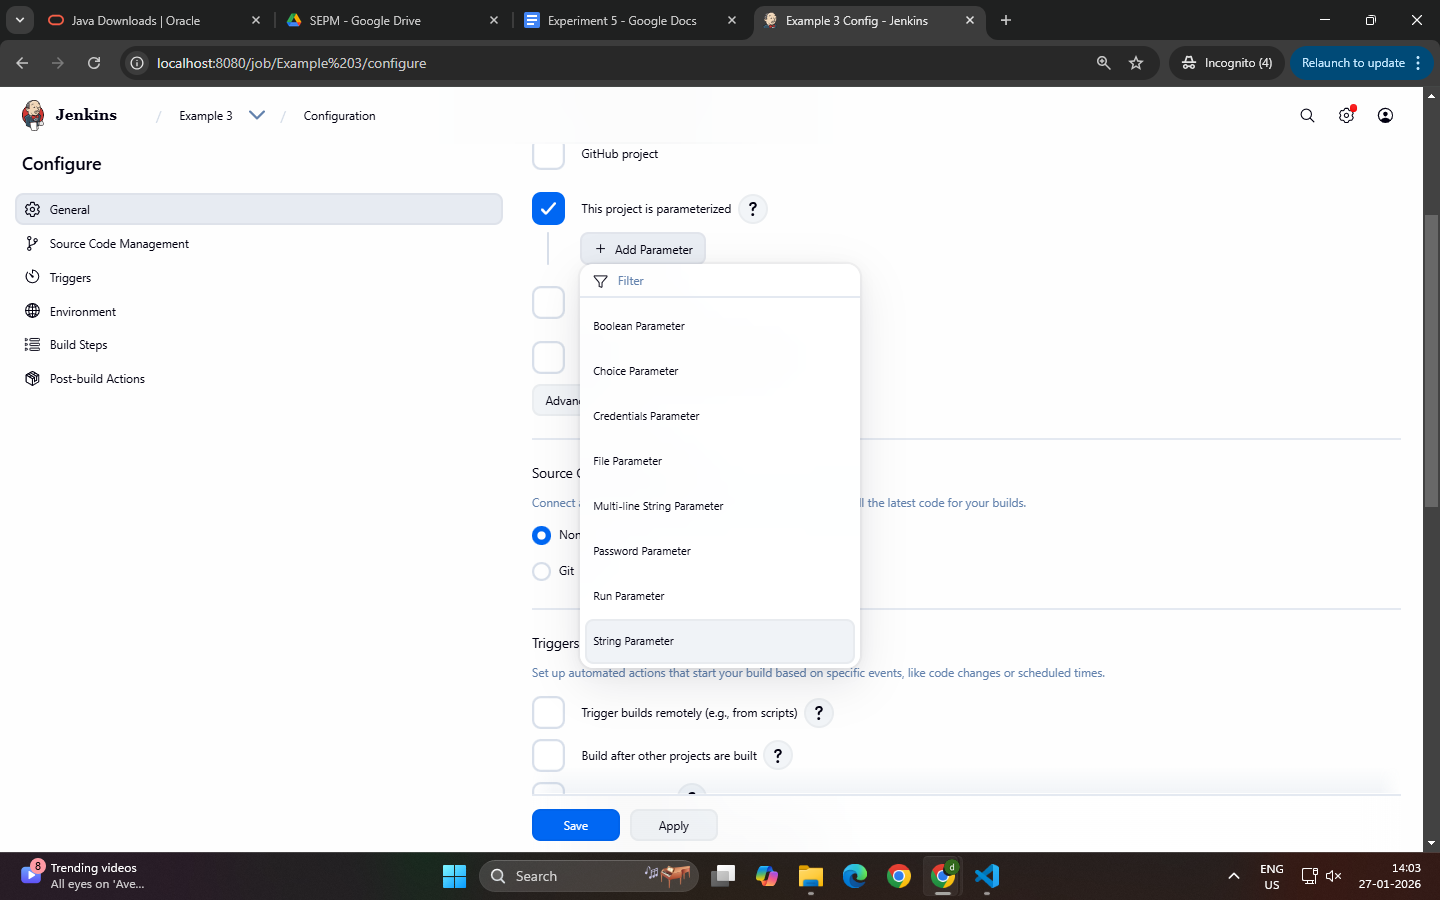 Java Downloads | Oracle
SEPM - Google Drive
Experiment 5 - Google Docs
Example 3 Config - Jenkins
localhost:8080/job/Example%203/configure
Incognito (4)
Relaunch to update
Jenkins / Example 3 / Configuration
Configure
General
Source Code Management
Triggers
Environment
Build Steps
Post-build Actions
GitHub project
This project is parameterized ?
+ Add Parameter
Filter
Boolean Parameter
Choice Parameter
Credentials Parameter
File Parameter
Multi-line String Parameter
Password Parameter
Run Parameter
String Parameter
Advan
Source
Connect
ll the latest code for your builds.
Git
Triggers
Set up automated actions that start your build based on specific events, like code changes or scheduled times.
Trigger builds remotely (e.g., from scripts) ?
Build after other projects are built ?
Save
Apply
8
Trending videos
All eyes on 'Ave...
Search
d
ENG
US
14:03
27-01-2026